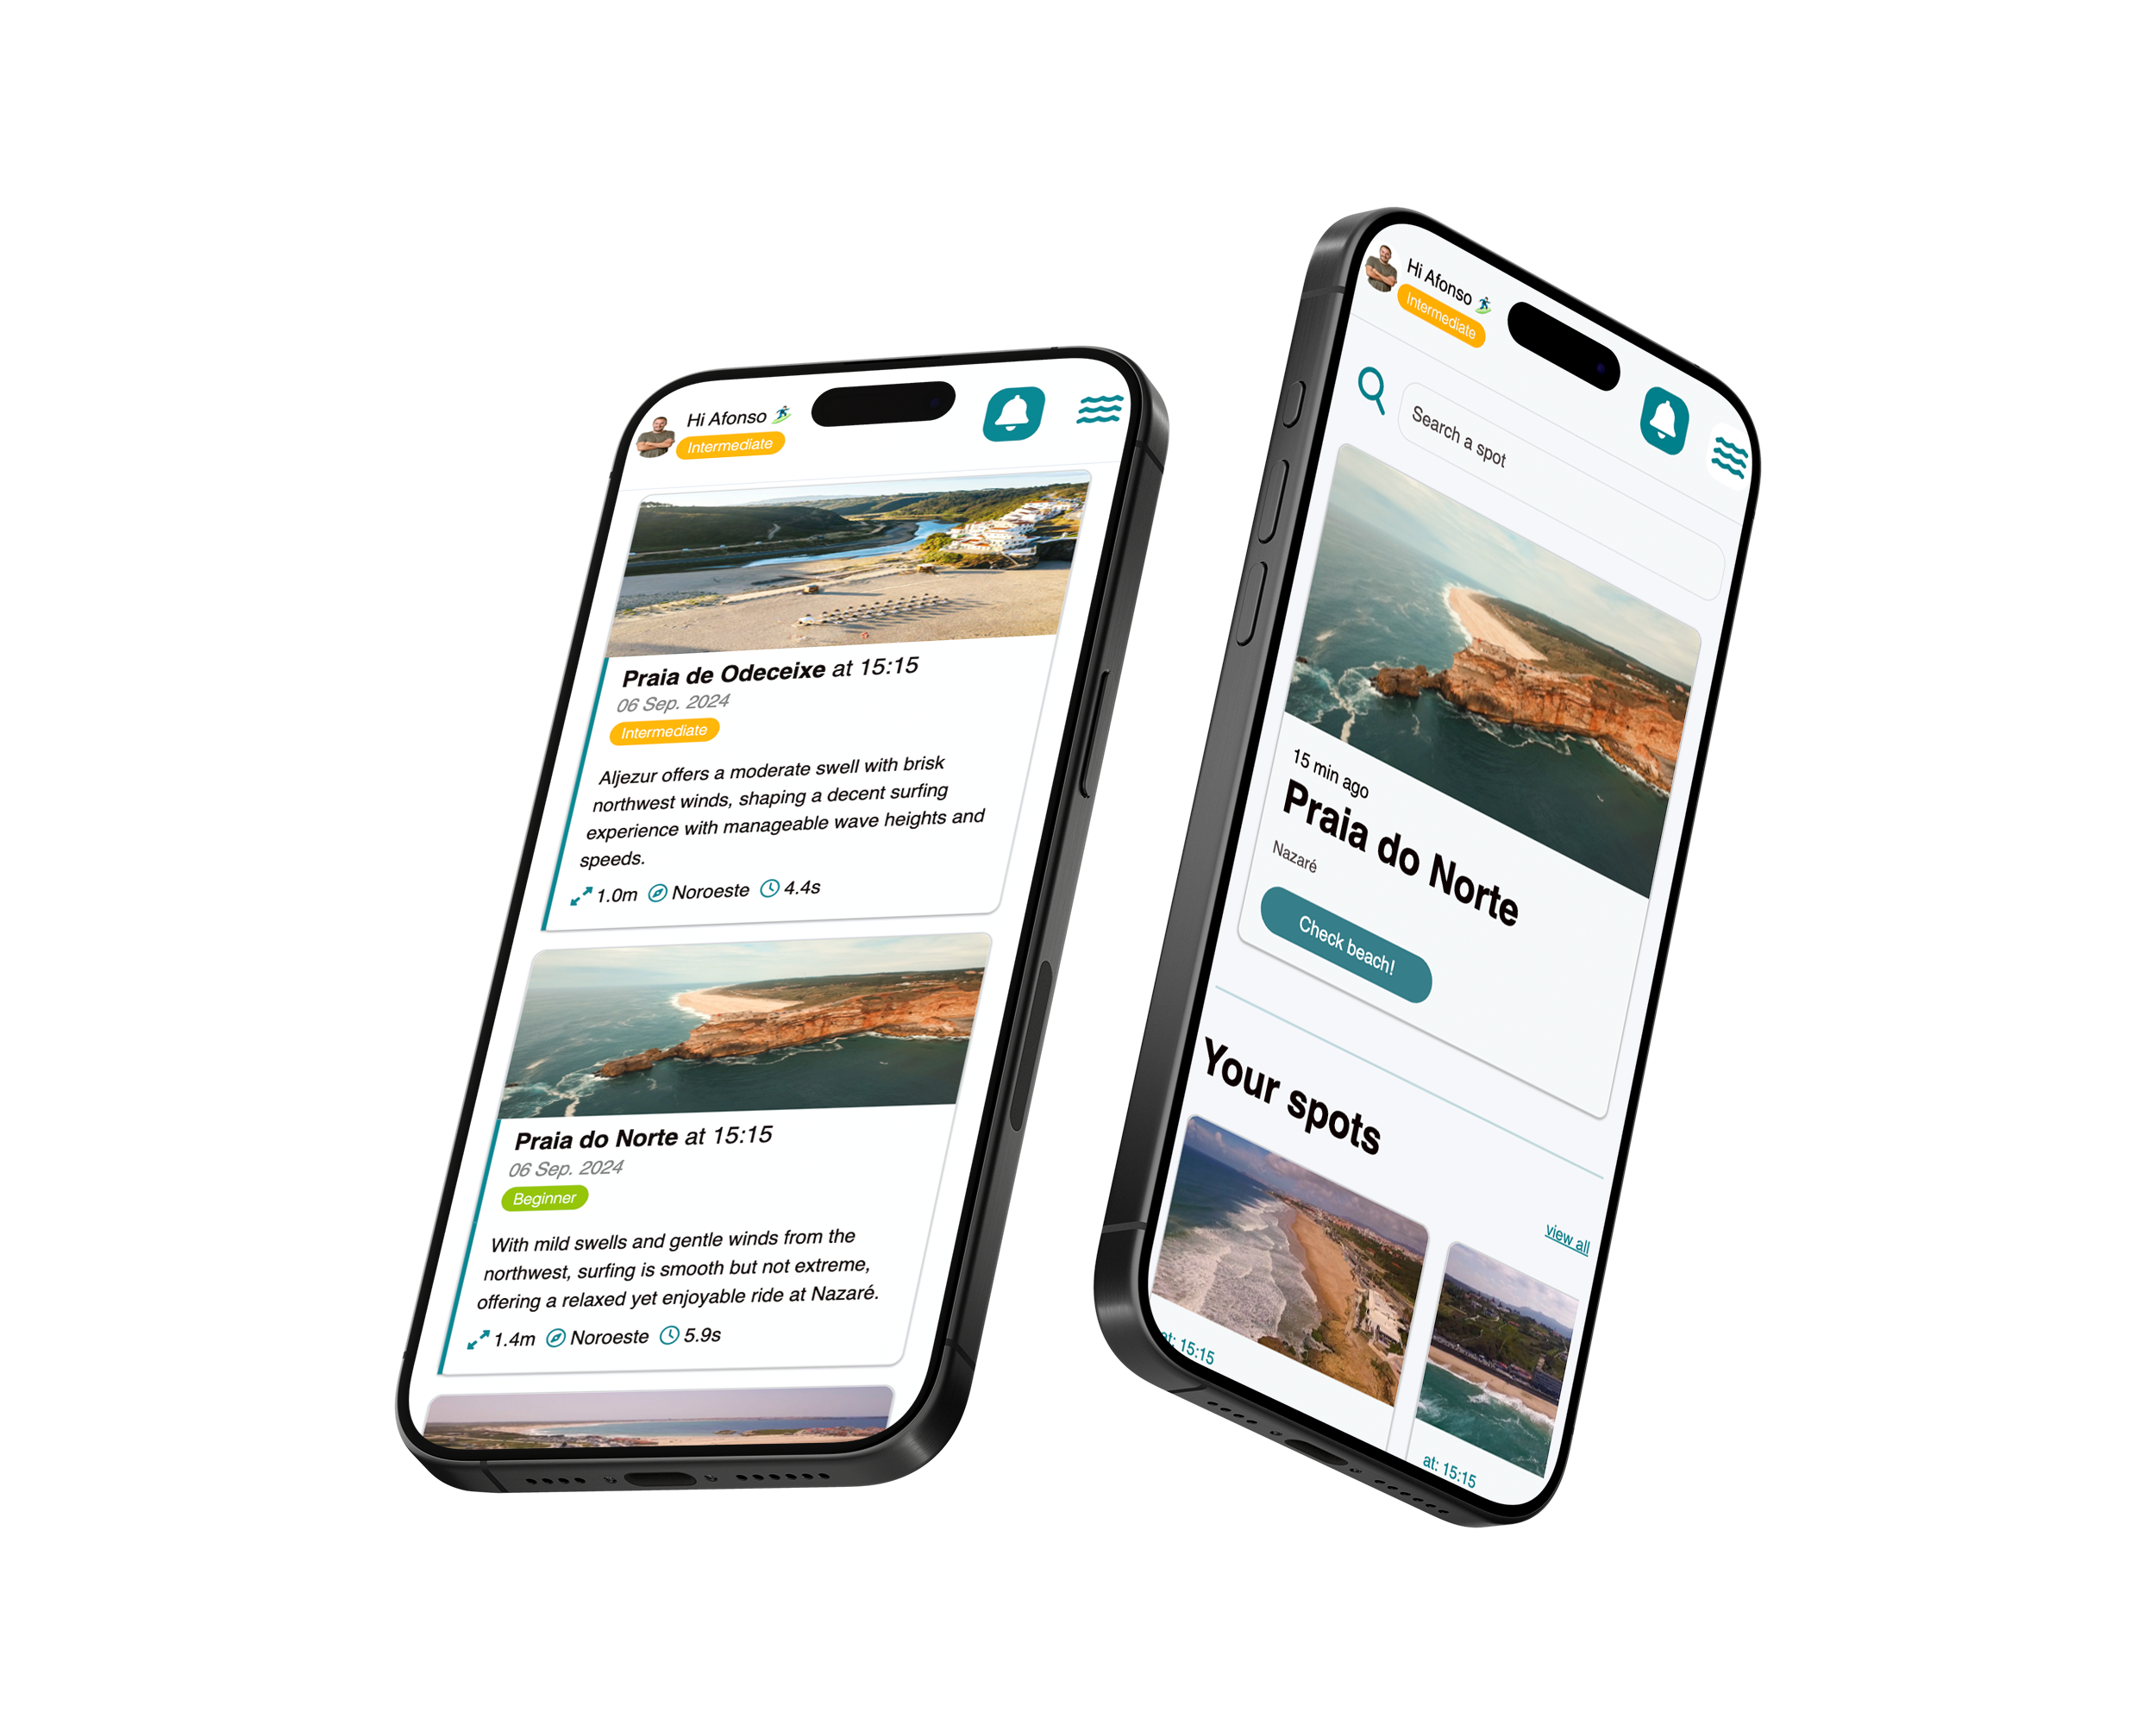 Hi Afonso
Intermediate
Praia de Odeceixe at 15:15
06 Sep. 2024
Intermediate
Aljezur offers a moderate swell with brisk
northwest winds, shaping a decent surfing
experience with manageable wave heights and
speeds.
1.0m Noroeste 4.4s
Praia do Norte at 15:15
06 Sep. 2024
Beginner
With mild swells and gentle winds from the
northwest, surfing is smooth but not extreme,
offering a relaxed yet enjoyable ride at Nazaré.
1.4m Noroeste 5.9s
Hi Afonso
Intermediate
Search a spot
15 min ago
Praia do Norte
Nazaré
Check beach!
Your spots
view all
at: 15:15
at: 15:15